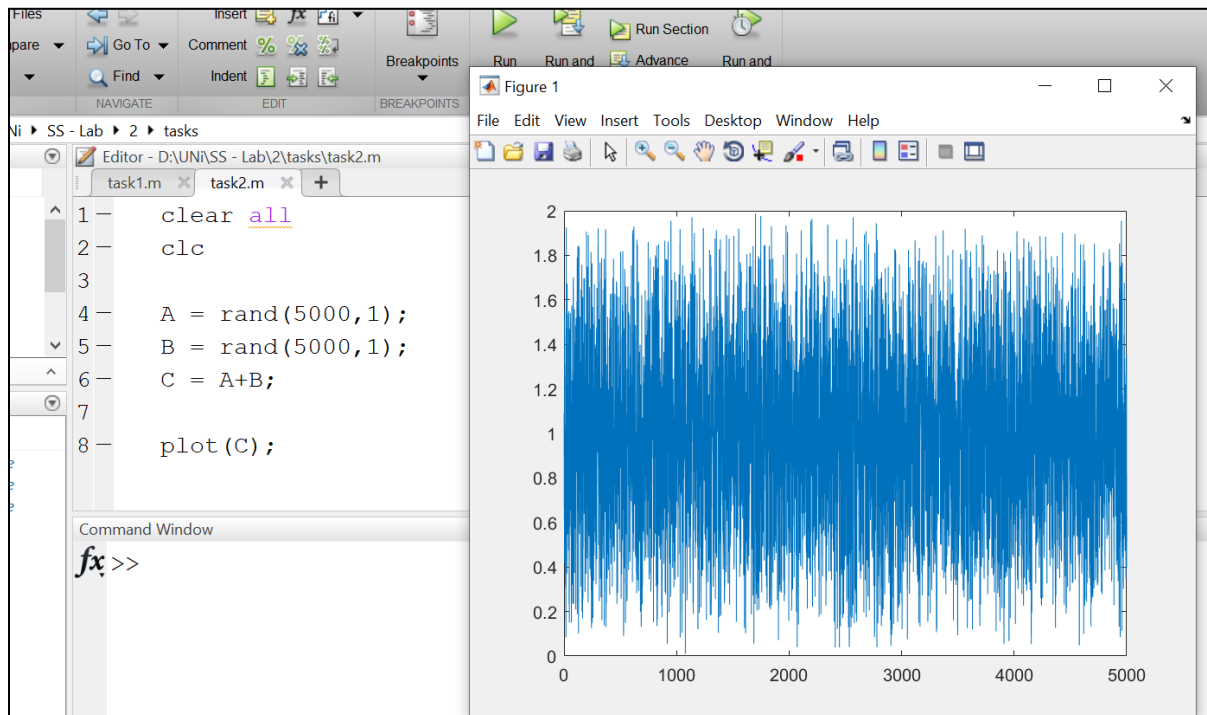 Files
Insert fx fi
Go To Comment
Find Indent
Breakpoints
Run Run and
Run Section
Advance
Run and
NAVIGATE EDIT BREAKPOINTS
SS - Lab 2 tasks
Editor - D:\UNi\SS - Lab\2\tasks\task2.m
task1.m task2.m +
1 clear all
2 clc
3
4 A = rand(5000,1);
5 B = rand(5000,1);
6 C = A+B;
7
8 plot(C);
Command Window
fx >>
Figure 1
File Edit View Insert Tools Desktop Window Help
2
1.8
1.6
1.4
1.2
1
0.8
0.6
0.4
0.2
0
0 1000 2000 3000 4000 5000